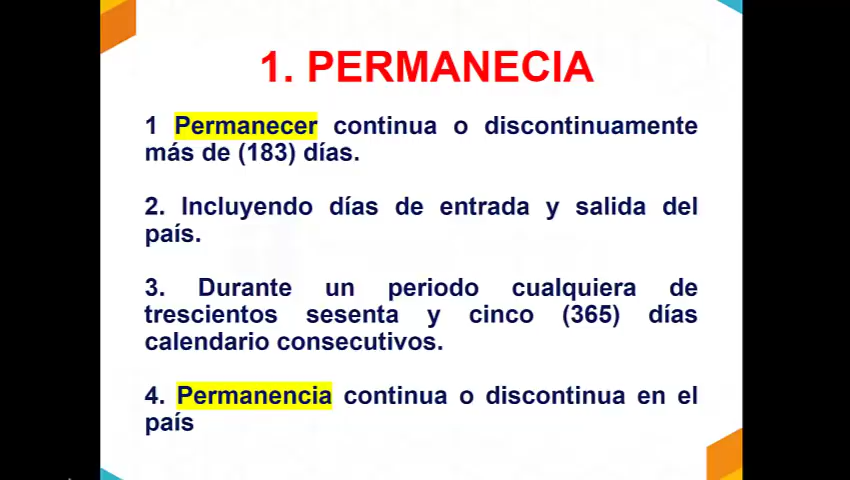 1. PERMANECIA
1 Permanecer continua o discontinuamente
más de (183) días.
2. Incluyendo días de entrada y salida del
país.
3. Durante un periodo cualquiera de
trescientos sesenta y cinco (365) días
calendario consecutivos.
4. Permanencia continua o discontinua en el
país